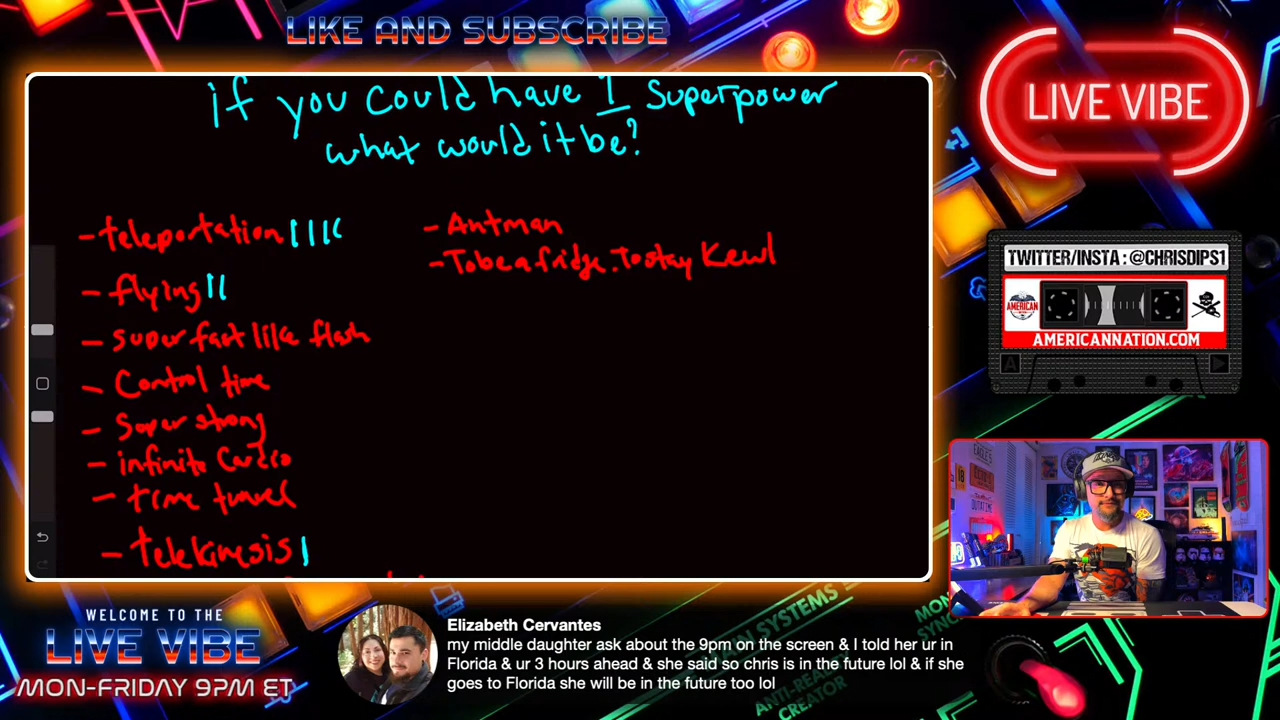 LIKE AND SUBSCRIBE
if you could have 1 Superpower
what would it be?
- teleportation
- flying
- super fast like flash
- Control time
- Super strong
- infinite Cardio
- time travel
- telekinesis
- Antman
- To be a fridge. To stay Kewl
LIVE VIBE
TWITTER/INSTA : @CHRISDIPS1
AMERICAN
AMERICANNATION.COM
A
WELCOME TO THE
LIVE VIBE
MON-FRIDAY 9PM ET
Elizabeth Cervantes
my middle daughter ask about the 9pm on the screen & I told her ur in
Florida & ur 3 hours ahead & she said so chris is in the future lol & if she
goes to Florida she will be in the future too lol